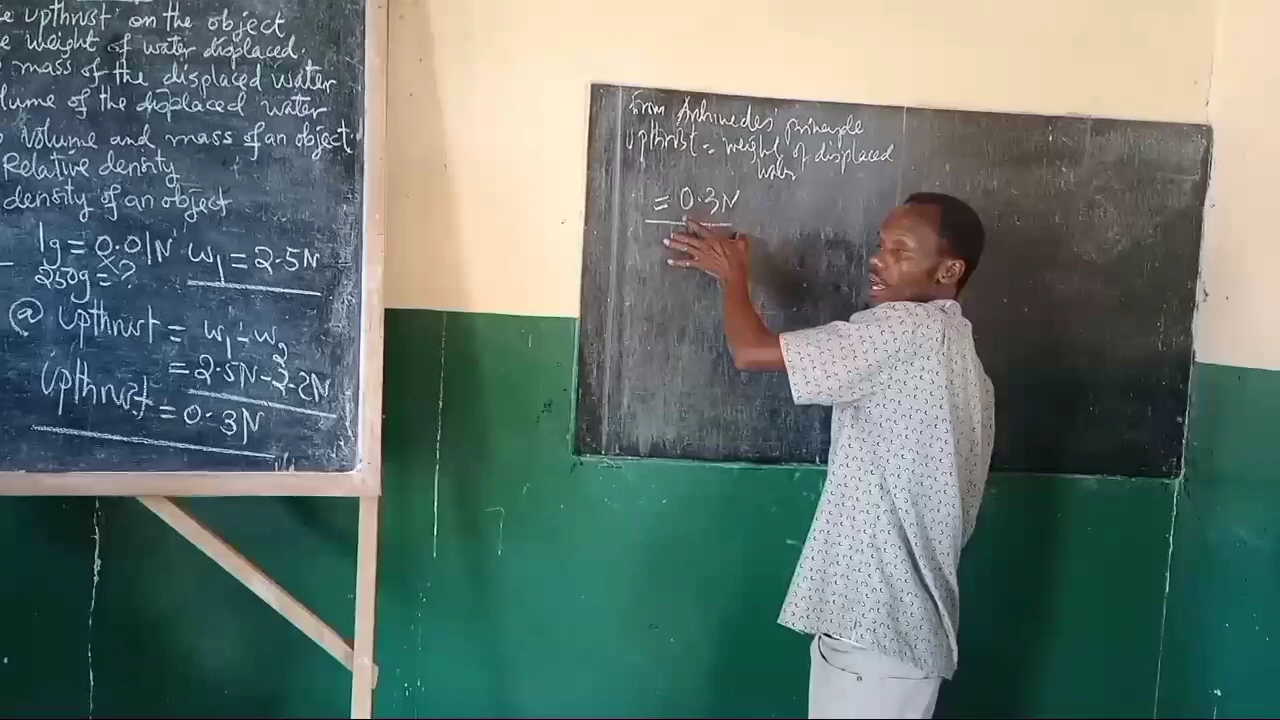 e upthrust on the object
e weight of water displaced.
mass of the displaced water
lume of the displaced water
Volume and mass of an object.
Relative density
density of an object
1g = 0.01N
250g = ?
W1 = 2.5N
@ Upthrust = W1 - W2
= 2.5N - 2.2N
Upthrust = 0.3N
From Archimedes' principle
Upthrust = weight of displaced
water
= 0.3N